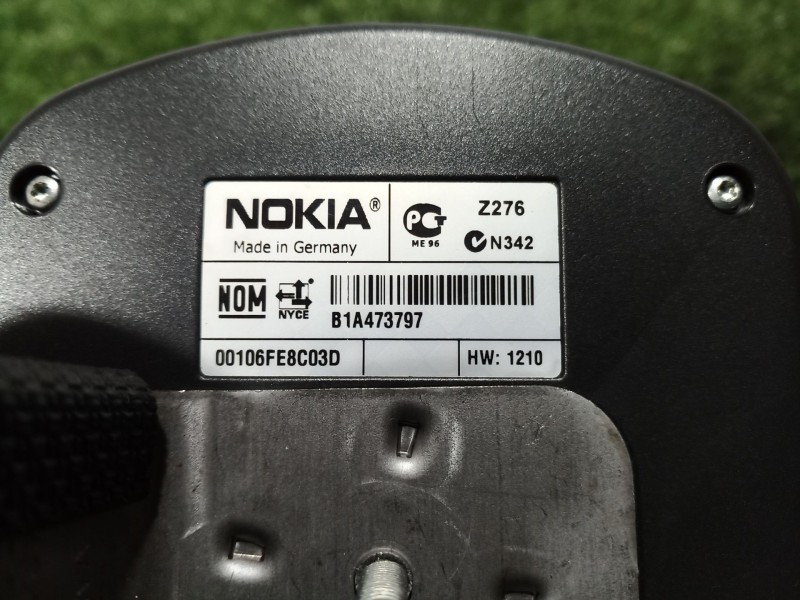 NOKIA®
Made in Germany
PCT
ME 96
Z276
N342
NOM
NYCE
B1A473797
00106FE8C03D
HW: 1210